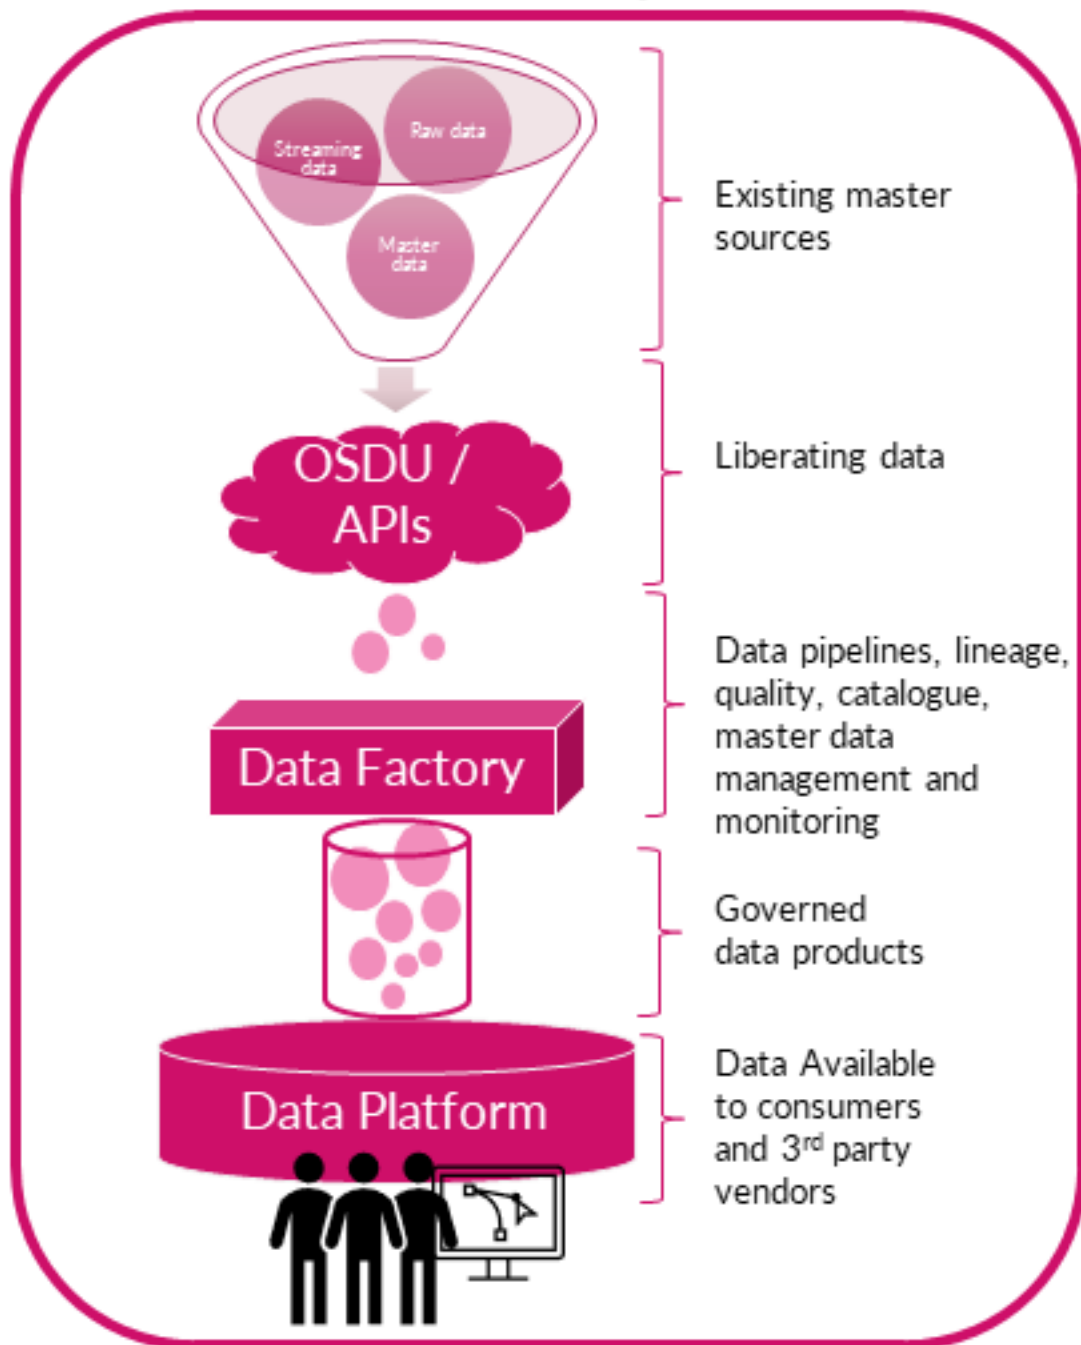 Raw data
Streaming
data
Master
data
Existing master
sources
OSDU /
APIs
Liberating data
Data pipelines, lineage,
quality, catalogue,
master data
management and
monitoring
Data Factory
Governed
data products
Data Platform
Data Available
to consumers
and 3rd party
vendors